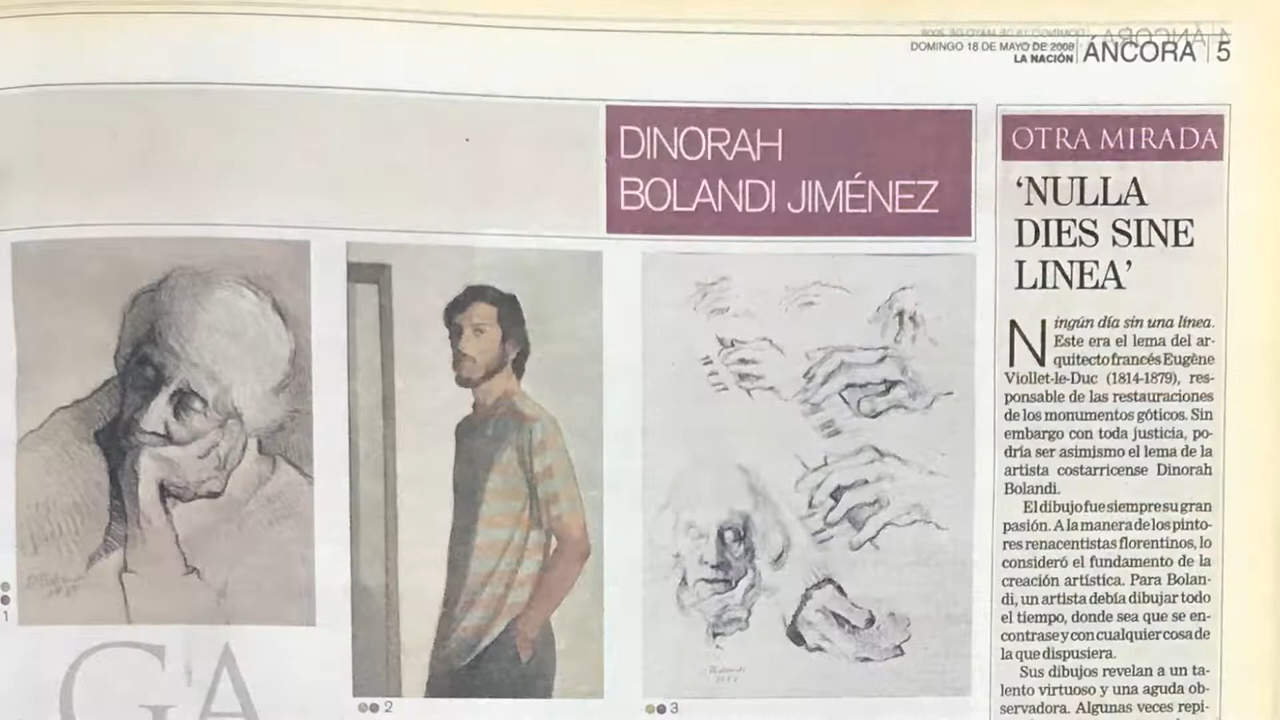 DOMINGO 18 DE MAYO DE 2008
LA NACIÓN
ÁNCORA 5
DINORAH
BOLANDI JIMÉNEZ
1
2
3
GA
OTRA MIRADA
‘NULLA
DIES SINE
LINEA’
Ningún día sin una línea.
Este era el lema del ar-
quitecto francés Eugène
Viollet-le-Duc (1814-1879), res-
ponsable de las restauraciones
de los monumentos góticos. Sin
embargo con toda justicia, po-
dría ser asimismo el lema de la
artista costarricense Dinorah
Bolandi.
El dibujo fue siempre su gran
pasión. A la manera de los pinto-
res renacentistas florentinos, lo
consideró el fundamento de la
creación artística. Para Bolan-
di, un artista debía dibujar todo
el tiempo, donde sea que se en-
contrase y con cualquier cosa de
la que dispusiera.
Sus dibujos revelan a un ta-
lento virtuoso y una aguda ob-
servadora. Algunas veces repi-